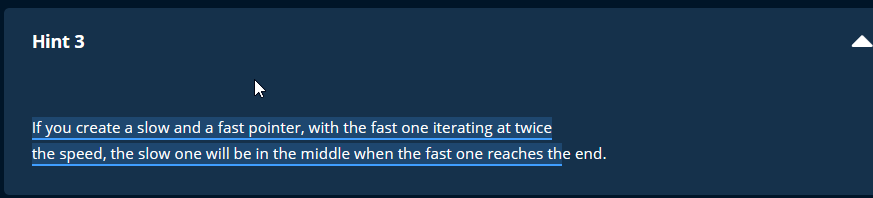 Hint 3
If you create a slow and a fast pointer, with the fast one iterating at twice
the speed, the slow one will be in the middle when the fast one reaches the end.